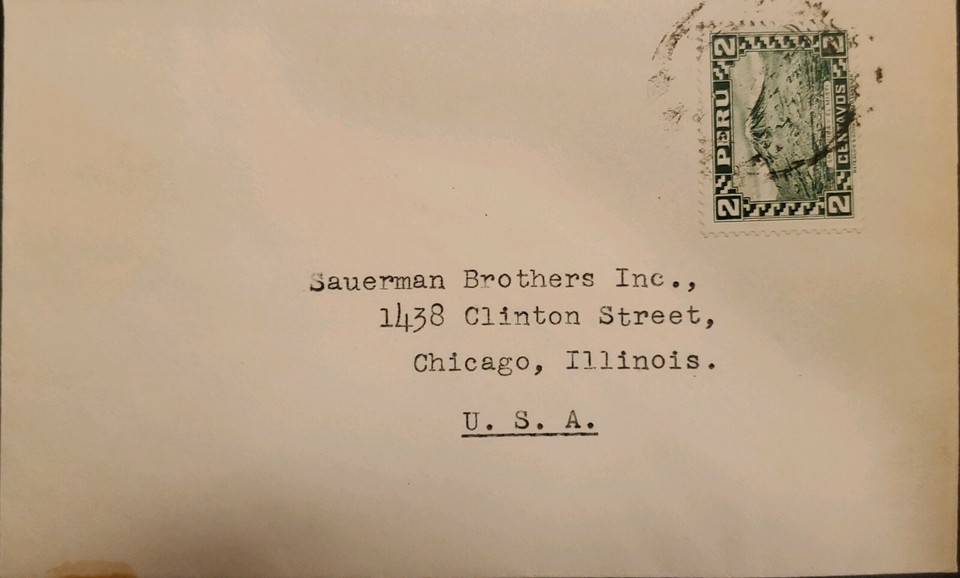 2 PERU 2
2 CENTAVOS 2
Sauerman Brothers Inc.,
1438 Clinton Street,
Chicago, Illinois.
U. S. A.